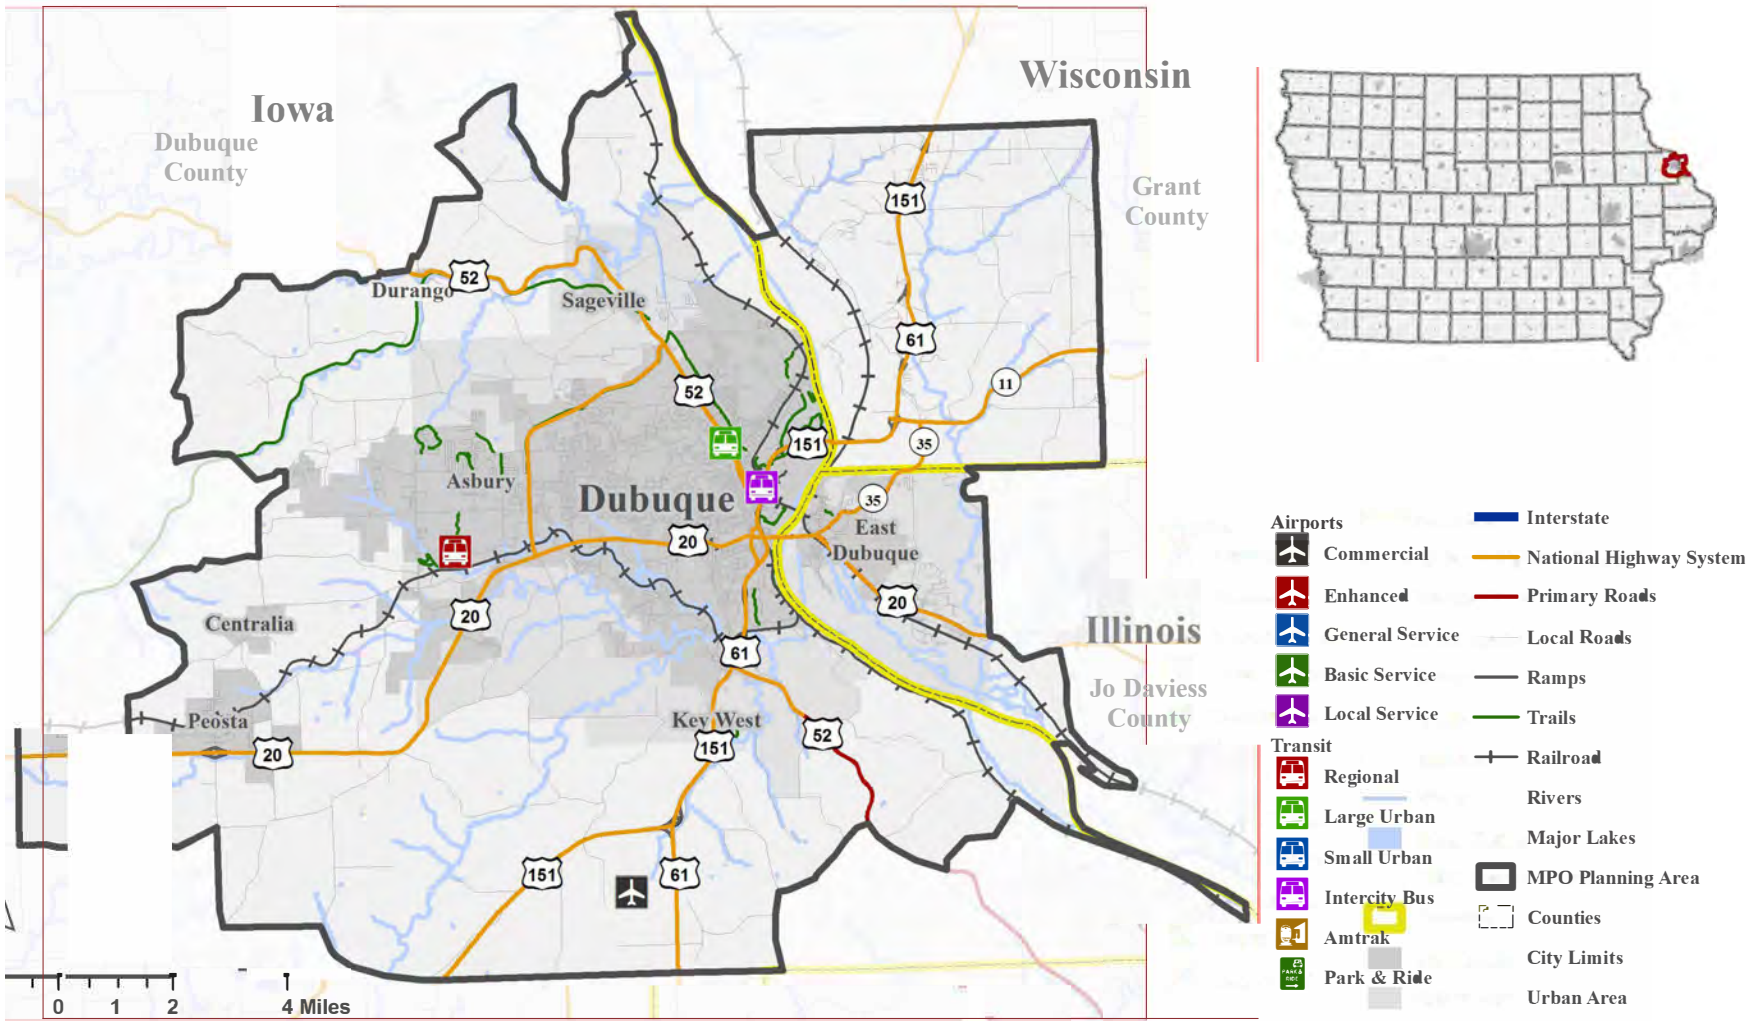 Wisconsin
Iowa
Dubuque
County
Grant
County
151
52
Durango
Sageville
61
11
52
151
35
Asbury
Dubuque
35
East
Dubuque
20
20
20
Centralia
Illinois
61
Jo Daviess
County
Peosta
Key West
52
151
20
151
61
0 1 2 4 Miles
Airports
Commercial
Enhanced
General Service
Basic Service
Local Service
Transit
Regional
Large Urban
Small Urban
Intercity Bus
Amtrak
PARK &
RIDE
Park & Ride
Interstate
National Highway System
Primary Roads
Local Roads
Ramps
Trails
Railroad
Rivers
Major Lakes
MPO Planning Area
Counties
City Limits
Urban Area